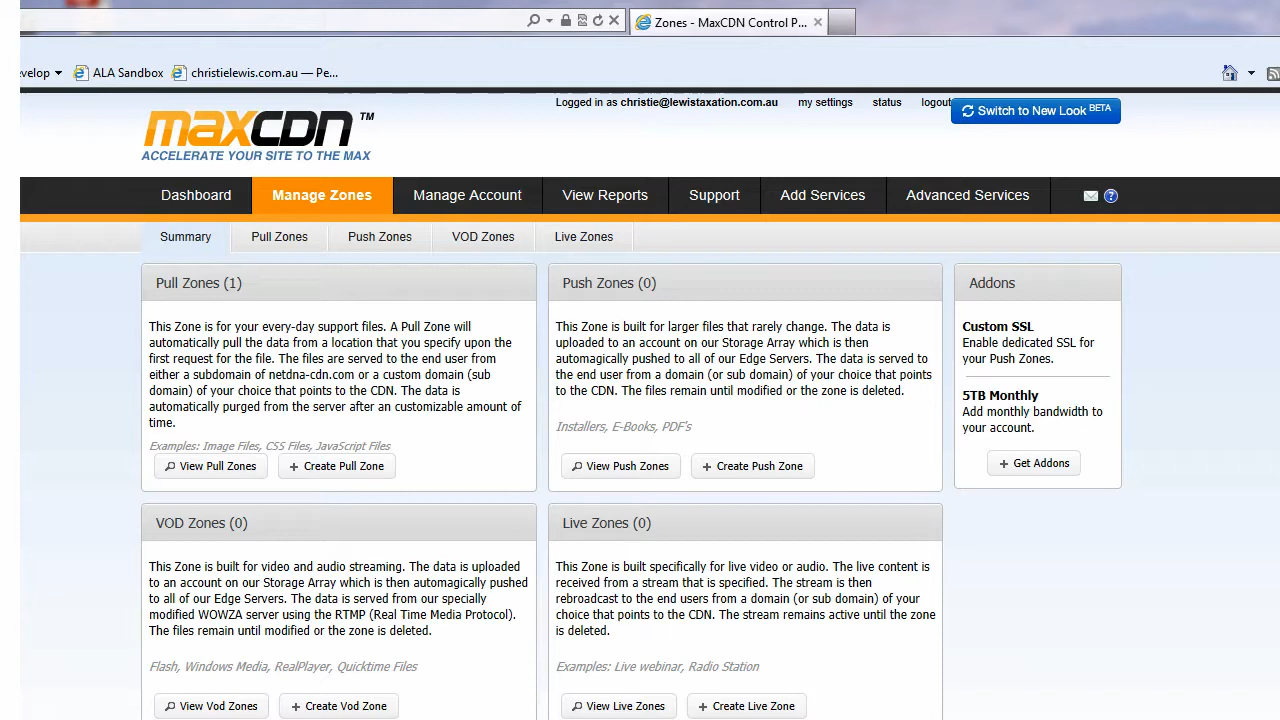 Zones - MaxCDN Control P...
velop
ALA Sandbox
christielewis.com.au — Pe...
Logged in as christie@lewistaxation.com.au
my settings
status
logout
Switch to New Look BETA
maxcdn ™
ACCELERATE YOUR SITE TO THE MAX
Dashboard
Manage Zones
Manage Account
View Reports
Support
Add Services
Advanced Services
Summary
Pull Zones
Push Zones
VOD Zones
Live Zones
Pull Zones (1)
This Zone is for your every-day support files. A Pull Zone will
automatically pull the data from a location that you specify upon the
first request for the file. The files are served to the end user from
either a subdomain of netdna-cdn.com or a custom domain (sub
domain) of your choice that points to the CDN. The data is
automatically purged from the server after an customizable amount of
time.
Examples: Image Files, CSS Files, JavaScript Files
View Pull Zones
+ Create Pull Zone
Push Zones (0)
This Zone is built for larger files that rarely change. The data is
uploaded to an account on our Storage Array which is then
automagically pushed to all of our Edge Servers. The data is served to
the end user from a domain (or sub domain) of your choice that points
to the CDN. The files remain until modified or the zone is deleted.
Installers, E-Books, PDF's
View Push Zones
+ Create Push Zone
Addons
Custom SSL
Enable dedicated SSL for
your Push Zones.
5TB Monthly
Add monthly bandwidth to
your account.
+ Get Addons
VOD Zones (0)
This Zone is built for video and audio streaming. The data is uploaded
to an account on our Storage Array which is then automagically pushed
to all of our Edge Servers. The data is served from our specially
modified WOWZA server using the RTMP (Real Time Media Protocol).
The files remain until modified or the zone is deleted.
Flash, Windows Media, RealPlayer, Quicktime Files
View Vod Zones
+ Create Vod Zone
Live Zones (0)
This Zone is built specifically for live video or audio. The live content is
received from a stream that is specified. The stream is then
rebroadcast to the end users from a domain (or sub domain) of your
choice that points to the CDN. The stream remains active until the zone
is deleted.
Examples: Live webinar, Radio Station
View Live Zones
+ Create Live Zone